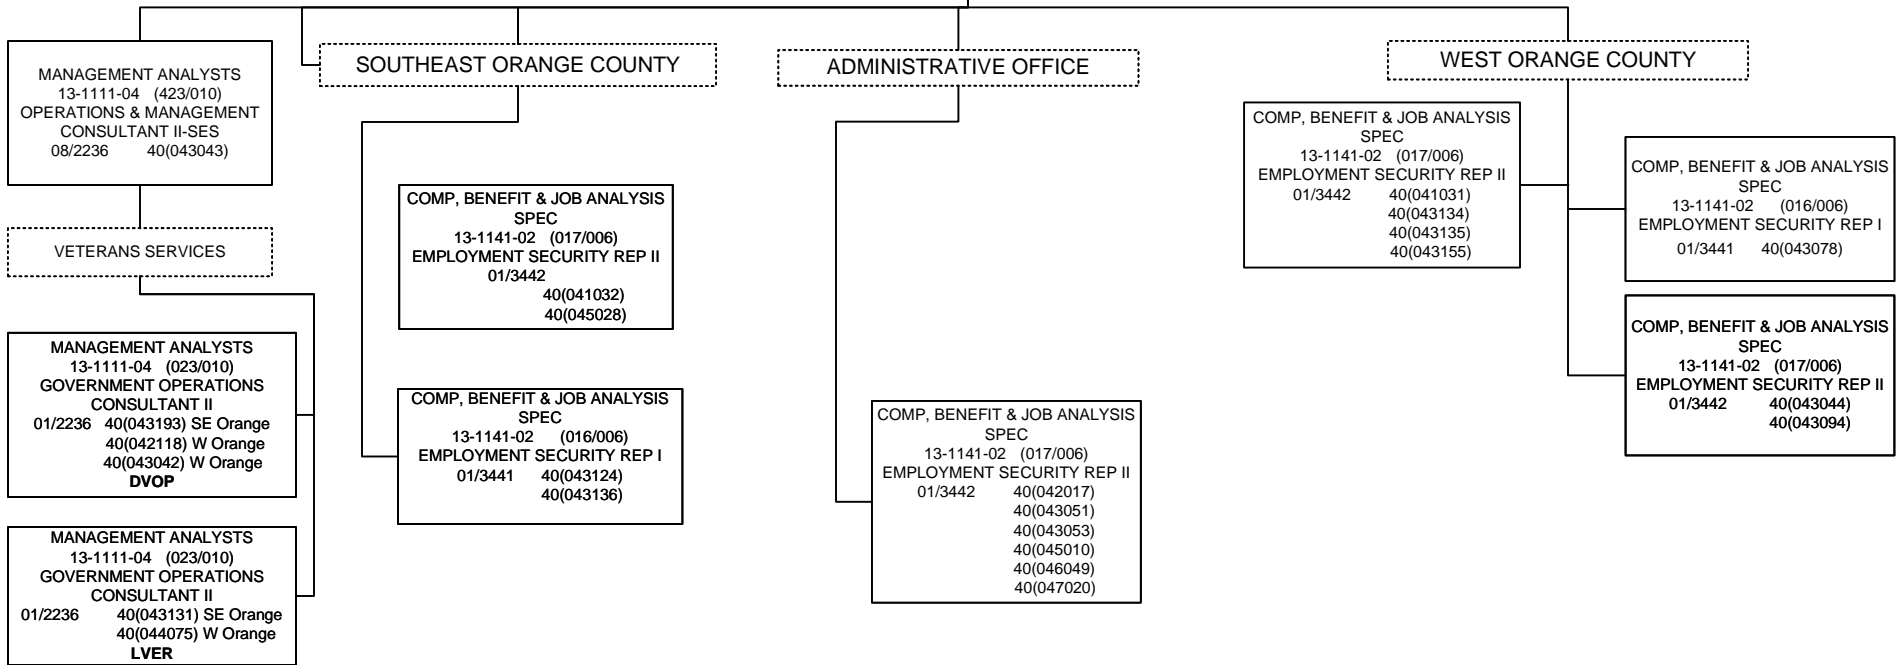 MANAGEMENT ANALYSTS
13-1111-04 (423/010)
OPERATIONS & MANAGEMENT
CONSULTANT II-SES
08/2236 40(043043)
VETERANS SERVICES
MANAGEMENT ANALYSTS
13-1111-04 (023/010)
GOVERNMENT OPERATIONS
CONSULTANT II
01/2236 40(043193) SE Orange
40(042118) W Orange
40(043042) W Orange
DVOP
MANAGEMENT ANALYSTS
13-1111-04 (023/010)
GOVERNMENT OPERATIONS
CONSULTANT II
01/2236 40(043131) SE Orange
40(044075) W Orange
LVER
SOUTHEAST ORANGE COUNTY
COMP, BENEFIT & JOB ANALYSIS
SPEC
13-1141-02 (017/006)
EMPLOYMENT SECURITY REP II
01/3442
40(041032)
40(045028)
COMP, BENEFIT & JOB ANALYSIS
SPEC
13-1141-02 (016/006)
EMPLOYMENT SECURITY REP I
01/3441 40(043124)
40(043136)
ADMINISTRATIVE OFFICE
COMP, BENEFIT & JOB ANALYSIS
SPEC
13-1141-02 (017/006)
EMPLOYMENT SECURITY REP II
01/3442 40(042017)
40(043051)
40(043053)
40(045010)
40(046049)
40(047020)
WEST ORANGE COUNTY
COMP, BENEFIT & JOB ANALYSIS
SPEC
13-1141-02 (017/006)
EMPLOYMENT SECURITY REP II
01/3442 40(041031)
40(043134)
40(043135)
40(043155)
COMP, BENEFIT & JOB ANALYSIS
SPEC
13-1141-02 (016/006)
EMPLOYMENT SECURITY REP I
01/3441 40(043078)
COMP, BENEFIT & JOB ANALYSIS
SPEC
13-1141-02 (017/006)
EMPLOYMENT SECURITY REP II
01/3442 40(043044)
40(043094)